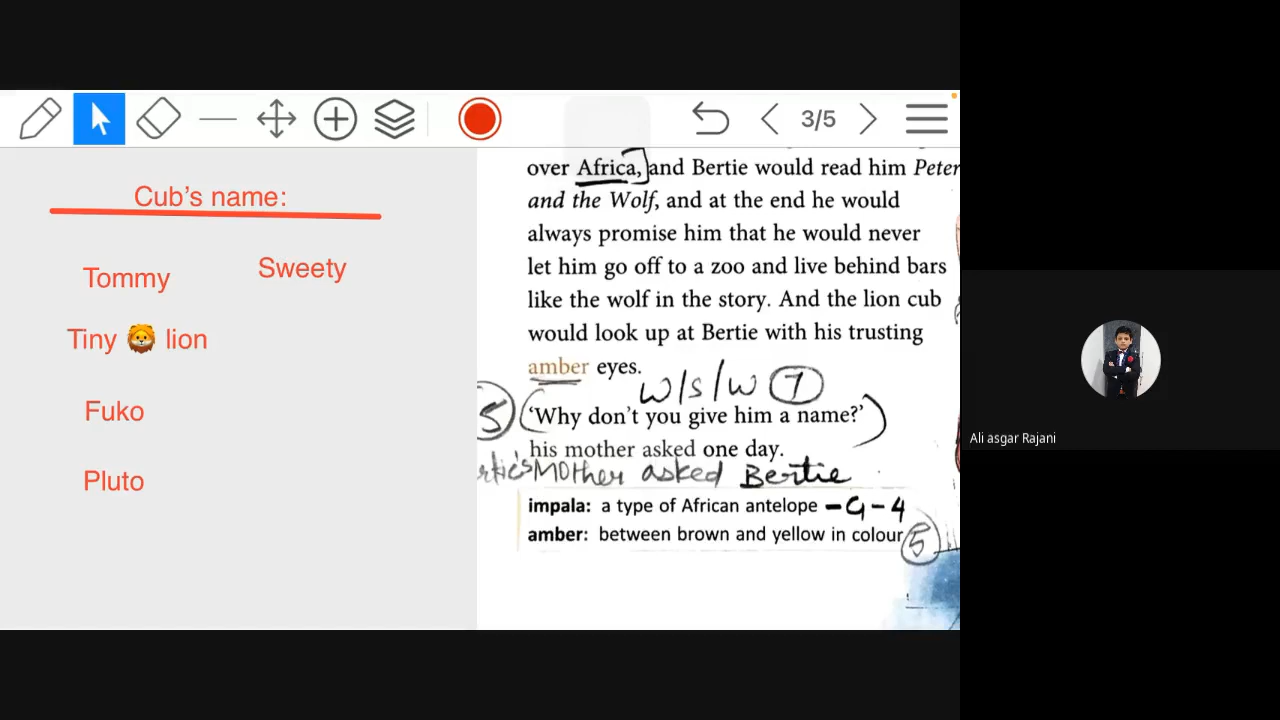 3/5
Cub's name:
Tommy
Sweety
Tiny 🦁 lion
Fuko
Pluto
over Africa, and Bertie would read him Peter
and the Wolf, and at the end he would
always promise him that he would never
let him go off to a zoo and live behind bars
like the wolf in the story. And the lion cub
would look up at Bertie with his trusting
amber eyes.
W/S/W 7
5 'Why don't you give him a name?'
his mother asked one day.
Mother asked Bertie
impala: a type of African antelope - G - 4
amber: between brown and yellow in colour 5
Ali asgar Rajani